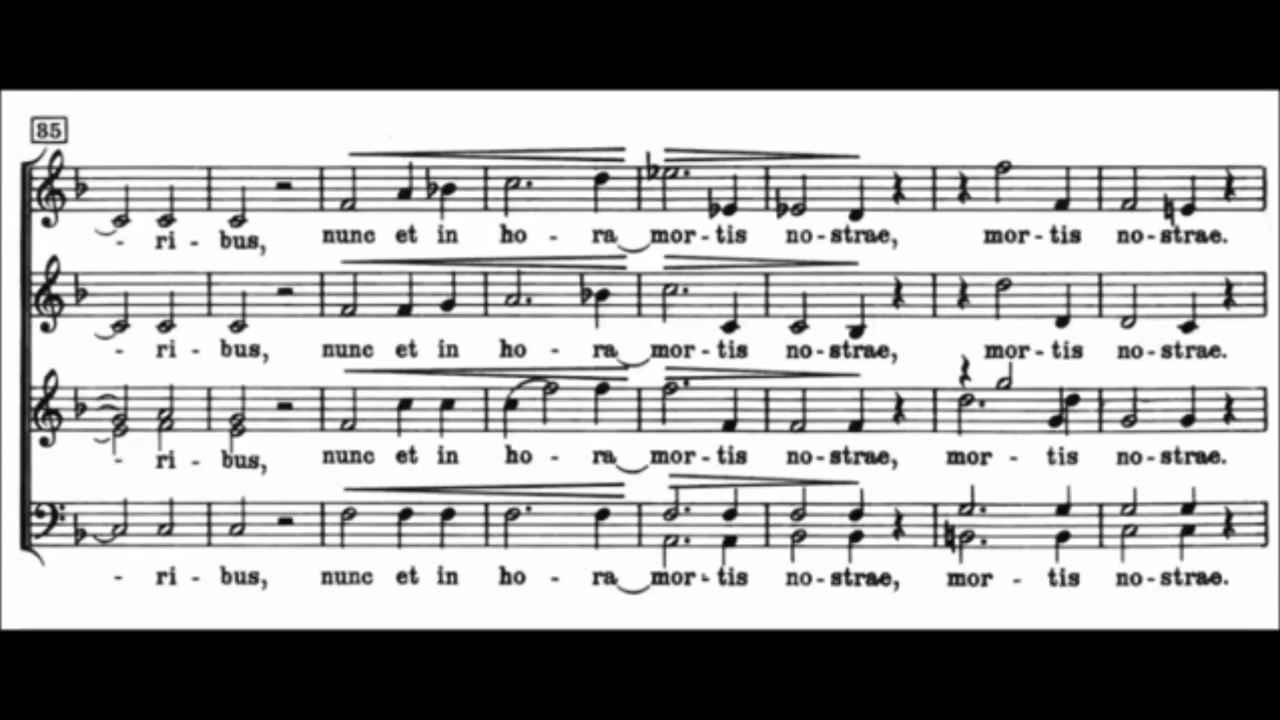 85
- ri - bus, nunc et in ho - ra mor - tis no - strae, mor - tis no - strae.
- ri - bus, nunc et in ho - ra mor - tis no - strae, mor - tis no - strae.
- ri - bus, nunc et in ho - ra mor - tis no - strae, mor - tis no - strae.
- ri - bus, nunc et in ho - ra mor - tis no - strae, mor - tis no - strae.